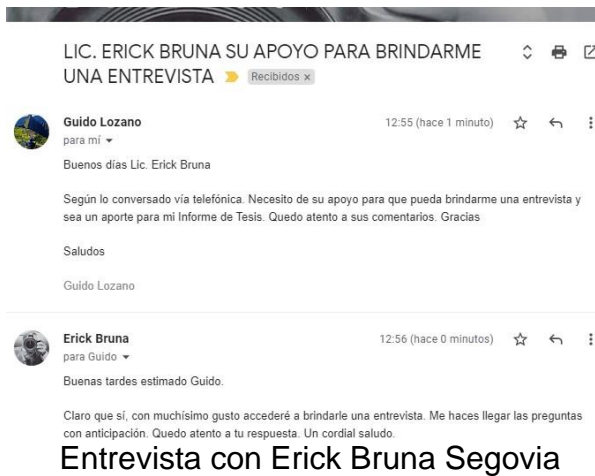 LIC. ERICK BRUNA SU APOYO PARA BRINDARME
UNA ENTREVISTA Recibidos x
Guido Lozano 12:55 (hace 1 minuto)
para mí
Buenos días Lic. Erick Bruna
Según lo conversado vía telefónica. Necesito de su apoyo para que pueda brindarme una entrevista y
sea un aporte para mi Informe de Tesis. Quedo atento a sus comentarios. Gracias
Saludos
Guido Lozano
Erick Bruna 12:56 (hace 0 minutos)
para Guido
Buenas tardes estimado Guido.
Claro que sí, con muchísimo gusto accederé a brindarle una entrevista. Me haces llegar las preguntas
con anticipación. Quedo atento a tu respuesta. Un cordial saludo.
Entrevista con Erick Bruna Segovia